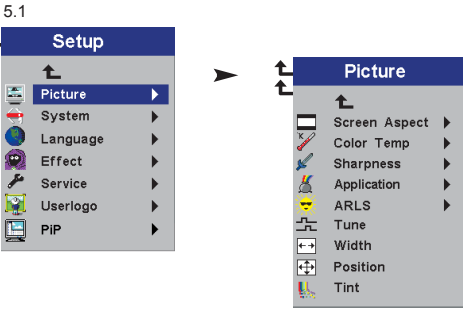 5.1
Setup
Picture
System
Language
Effect
Service
Userlogo
PiP
Picture
Screen Aspect
Color Temp
K
Sharpness
Application
ARLS
Tune
Width
Position
Tint